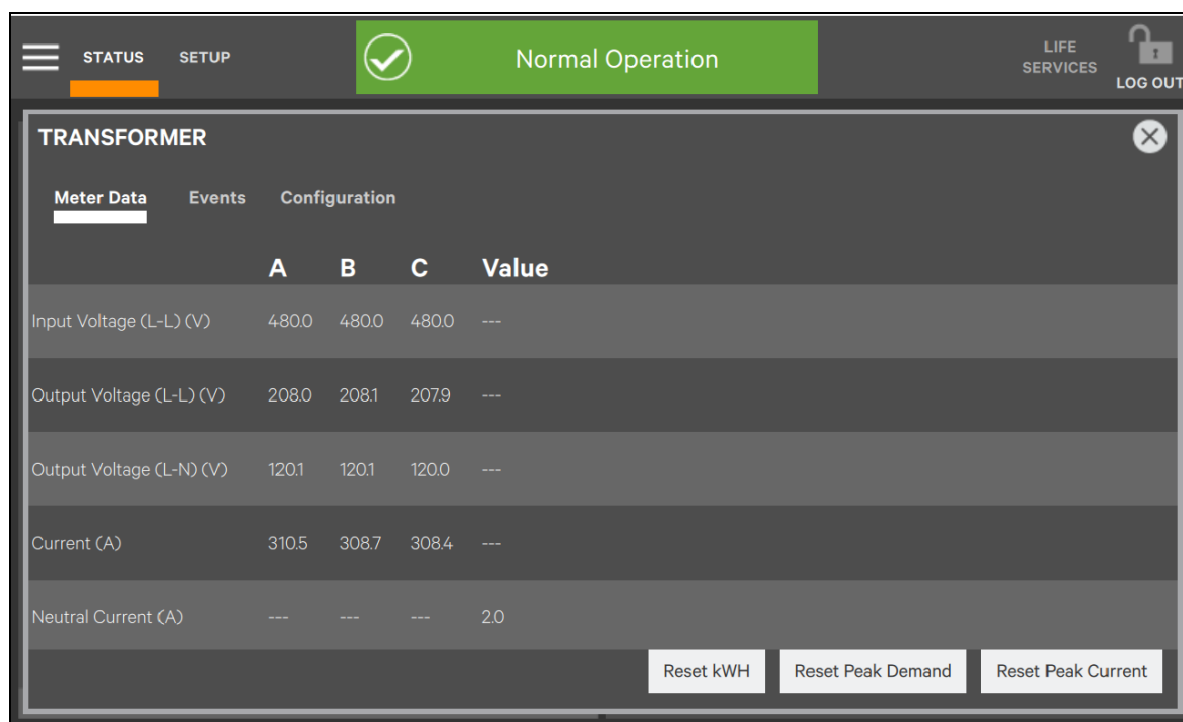 STATUS SETUP Normal Operation LIFE
SERVICES
LOG OUT
TRANSFORMER
Meter Data Events Configuration
A B C Value
Input Voltage (L-L) (V) 480.0 480.0 480.0 ---
Output Voltage (L-L) (V) 208.0 208.1 207.9 ---
Output Voltage (L-N) (V) 120.1 120.1 120.0 ---
Current (A) 310.5 308.7 308.4 ---
Neutral Current (A) --- --- --- 2.0
Reset kWH Reset Peak Demand Reset Peak Current